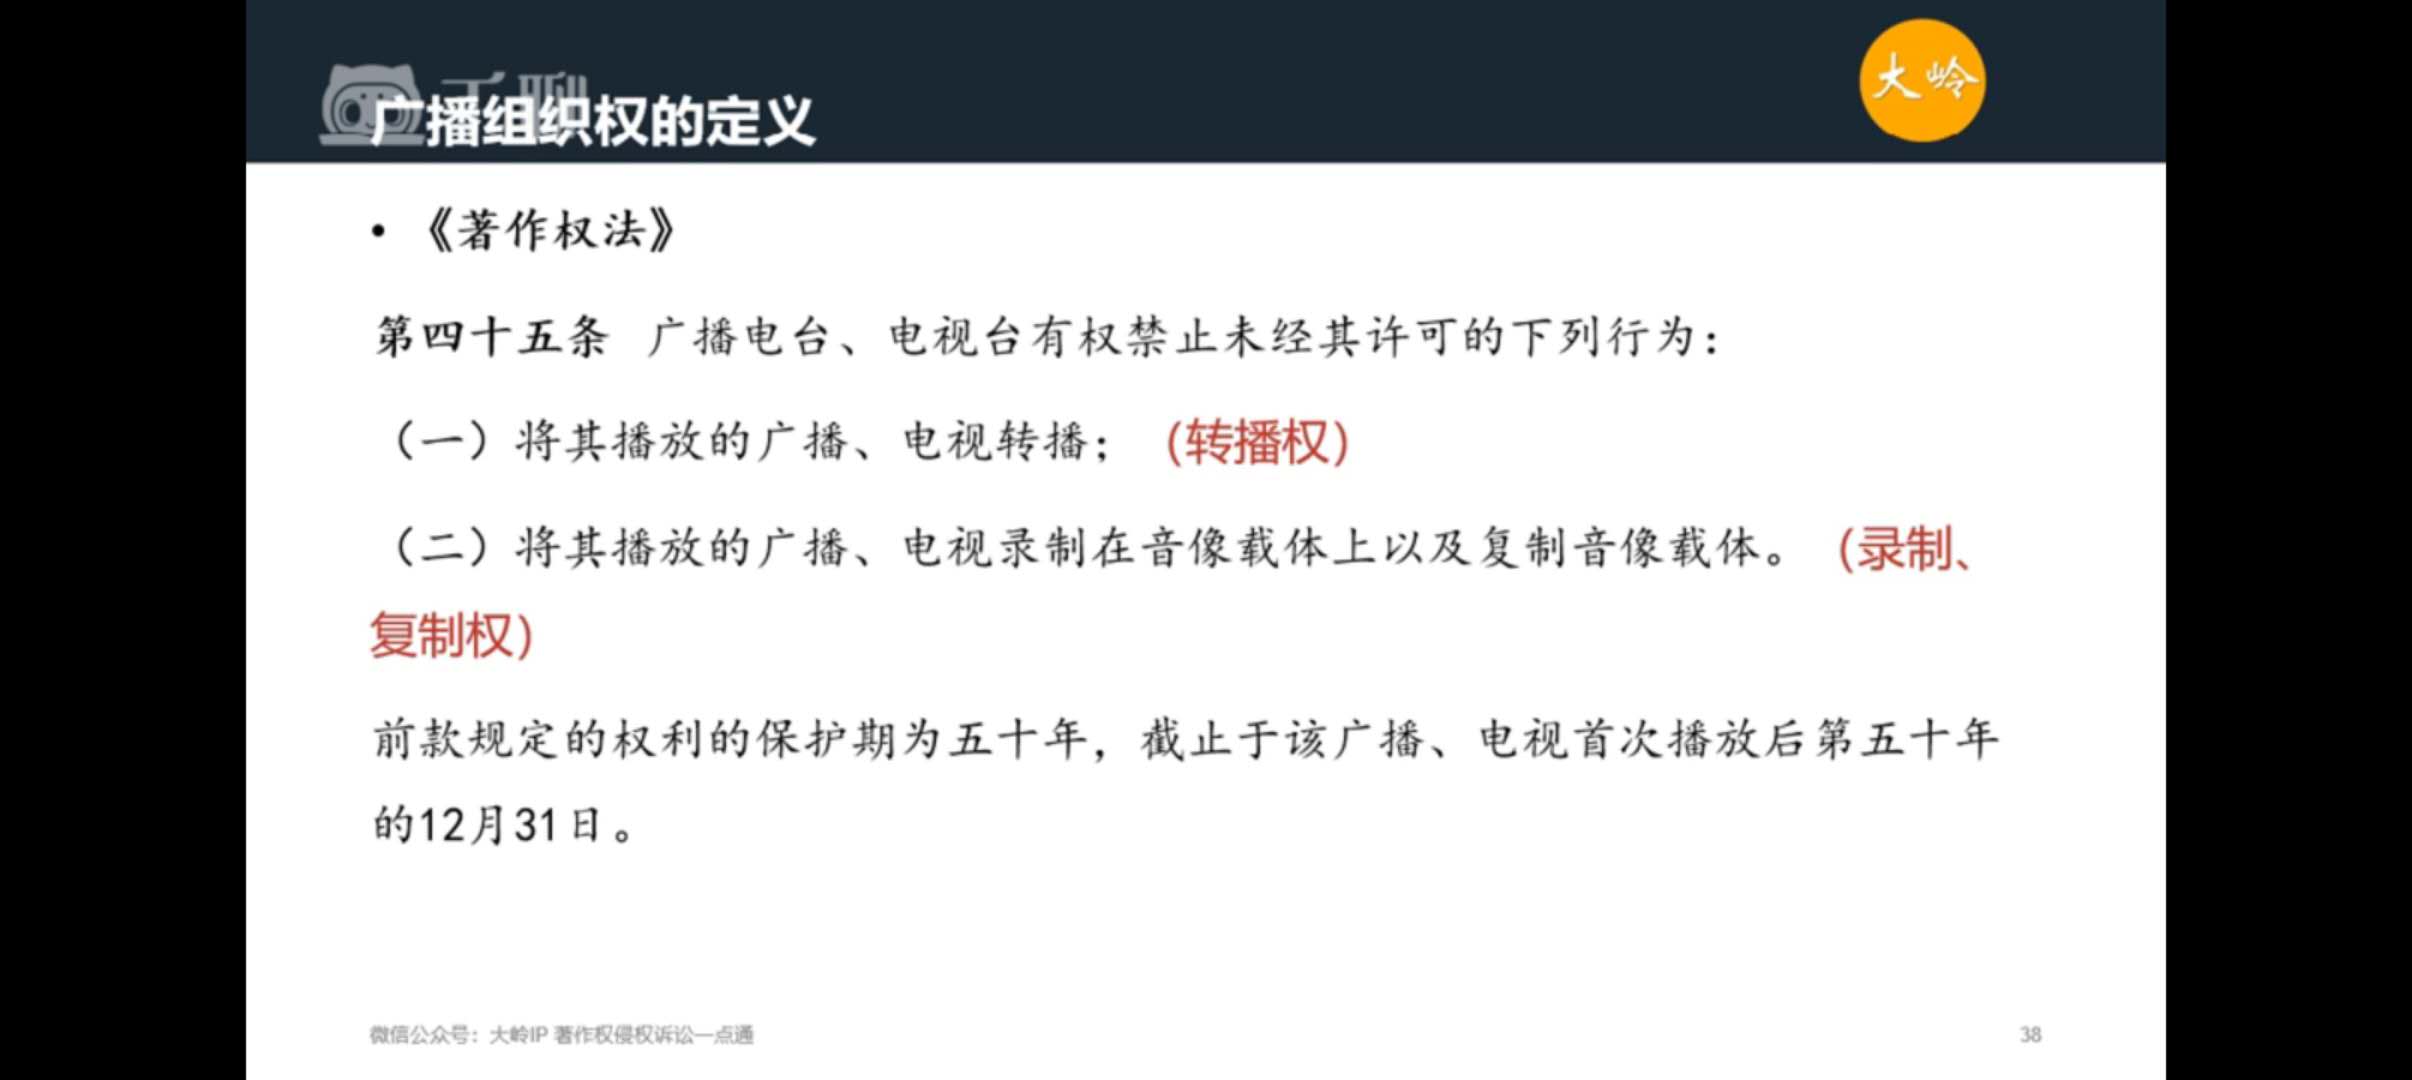 千聊
广播组织权的定义
大岭
• 《著作权法》
第四十五条 广播电台、电视台有权禁止未经其许可的下列行为：
（一）将其播放的广播、电视转播；（转播权）
（二）将其播放的广播、电视录制在音像载体上以及复制音像载体。（录制、
复制权）
前款规定的权利的保护期为五十年，截止于该广播、电视首次播放后第五十年
的12月31日。
微信公众号：大岭IP 著作权侵权诉讼一点通
38